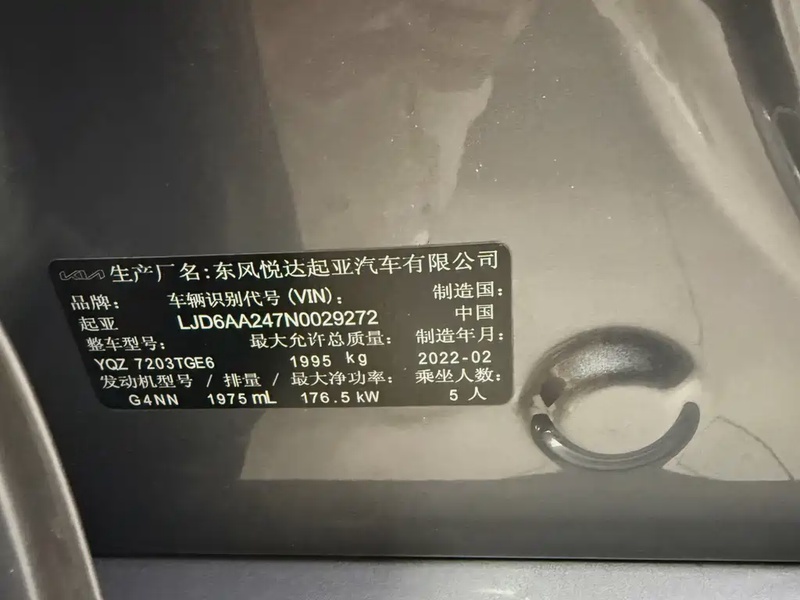 KIA 生产厂名:东风悦达起亚汽车有限公司
品牌: 车辆识别代号(VIN): 制造国:
起亚 LJD6AA247N0029272 中国
整车型号: 最大允许总质量: 制造年月:
YQZ 7203TGE6 1995 kg 2022-02
发动机型号 / 排量 / 最大净功率: 乘坐人数:
G4NN 1975 mL 176.5 kW 5 人